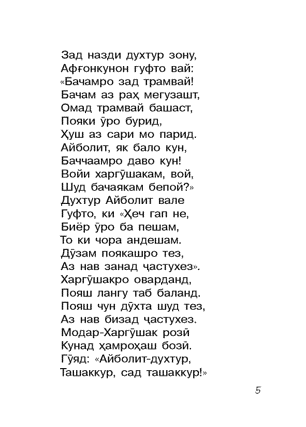 Зад назди духтур зону,
Афғонкунон гуфто вай:
«Бачамро зад трамвай!
Бачам аз раҳ мегузашт,
Омад трамвай башаст,
Пояки ӯро бурид,
Ҳуш аз сари мо парид.
Айболит, як бало кун,
Баччаамро даво кун!
Войи харгӯшакам, вой,
Шуд бачаякам бепой?»
Духтур Айболит вале
Гуфто, ки «Ҳеч гап не,
Биёр ӯро ба пешам,
То ки чора андешам.
Дӯзам поякашро тез,
Аз нав занад ҷастухез».
Харгӯшакро оварданд,
Пояш лангу таб баланд.
Пояш чун дӯхта шуд тез,
Аз нав бизад ҷастухез.
Модар-Харгӯшак розӣ
Кунад ҳамроҳаш бозӣ.
Гӯяд: «Айболит-духтур,
Ташаккур, сад ташаккур!»
5